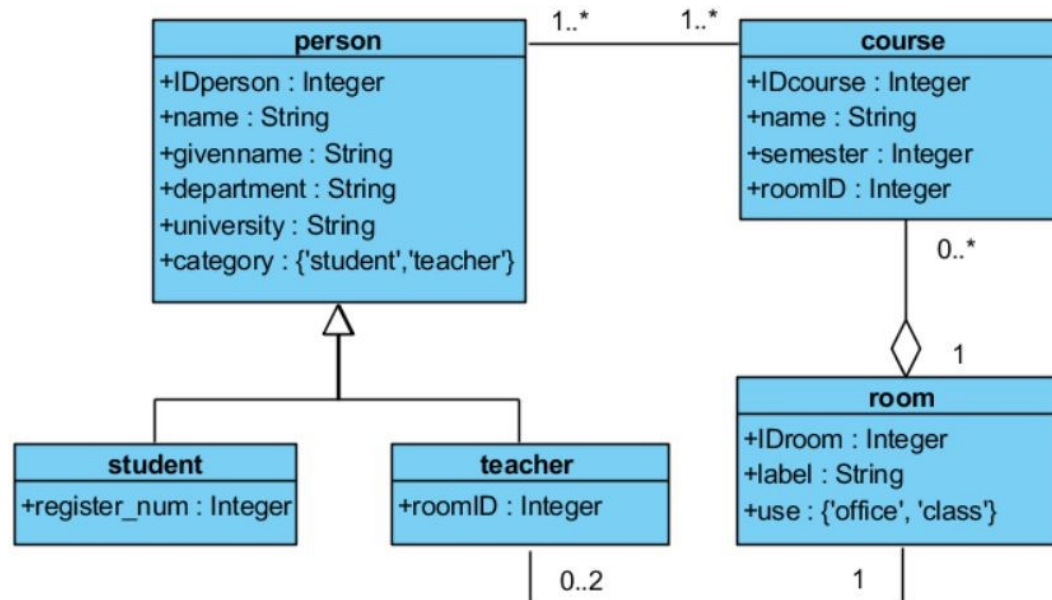 1..* 1..*
person
+IDperson : Integer
+name : String
+givenname : String
+department : String
+university : String
+category : {'student','teacher'}
course
+IDcourse : Integer
+name : String
+semester : Integer
+roomID : Integer
0..*
1
room
+IDroom : Integer
+label : String
+use : {'office', 'class'}
student
+register_num : Integer
teacher
+roomID : Integer
0..2
1